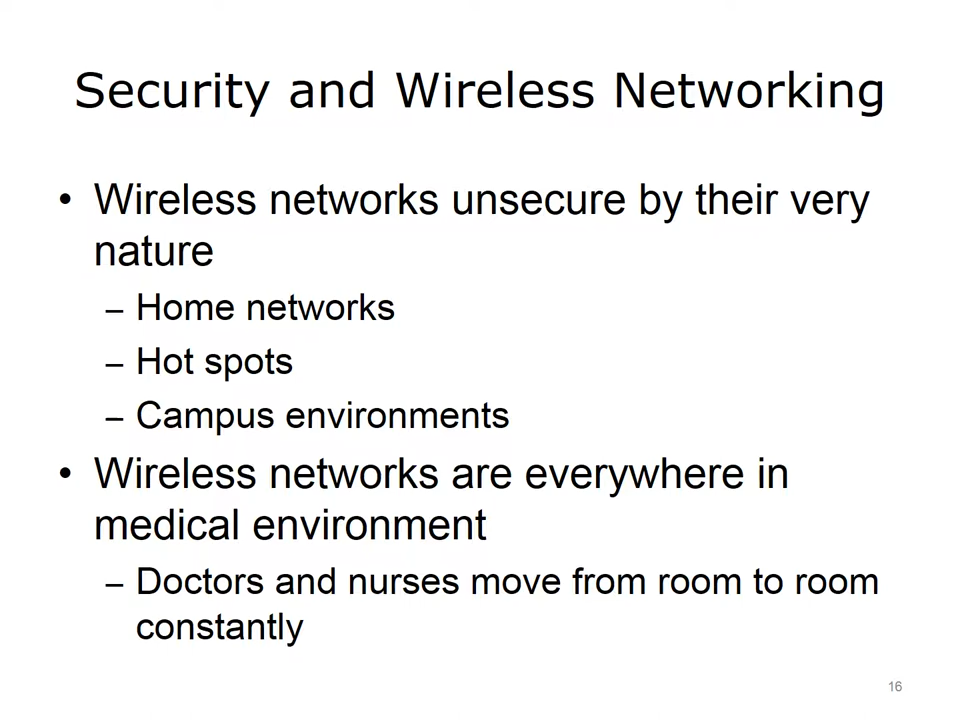 Security and Wireless Networking
• Wireless networks unsecure by their very
nature
– Home networks
– Hot spots
– Campus environments
• Wireless networks are everywhere in
medical environment
– Doctors and nurses move from room to room
constantly
16